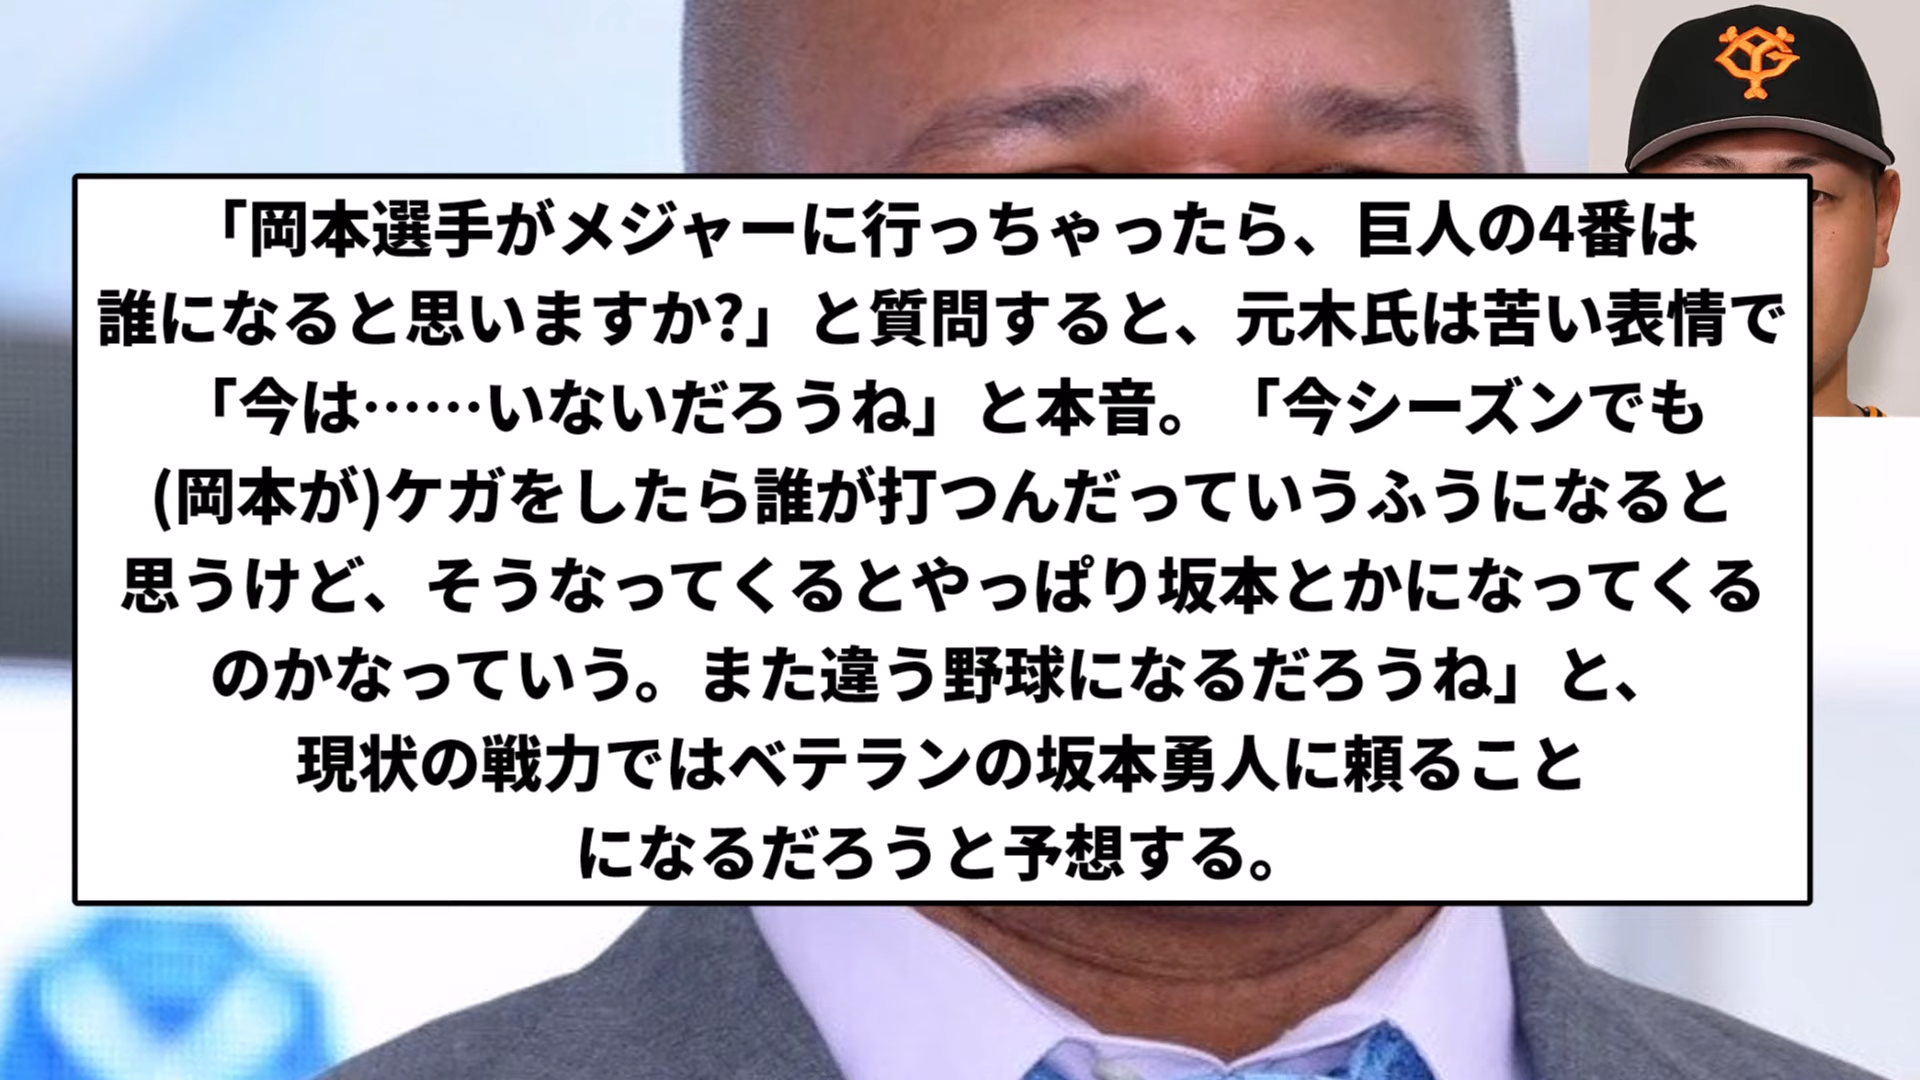 「岡本選手がメジャーに行っちゃったら、巨人の4番は
誰になると思いますか?」と質問すると、元木氏は苦い表情で
「今は……いないだろうね」と本音。「今シーズンでも
(岡本が)ケガをしたら誰が打つんだっていうふうになると
思うけど、そうなってくるとやっぱり坂本とかになってくる
のかなっていう。また違う野球になるだろうね」と、
現状の戦力ではベテランの坂本勇人に頼ること
になるだろうと予想する。